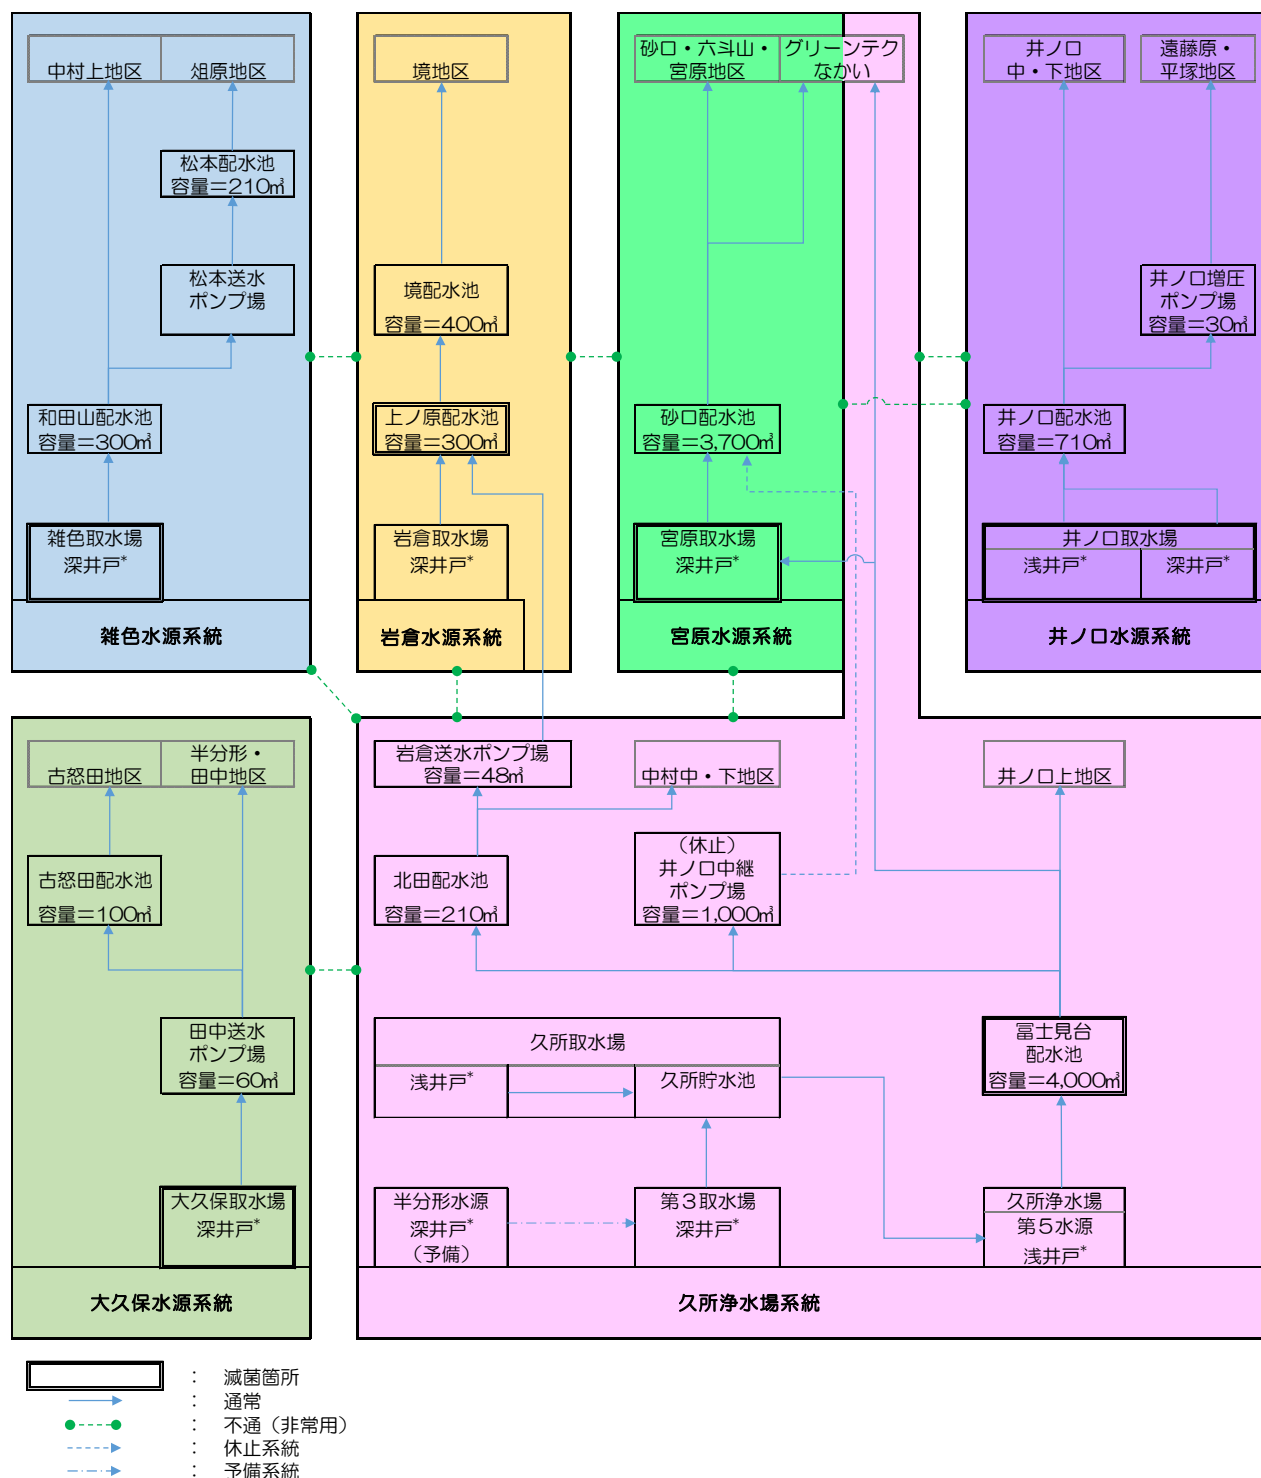 中村上地区
俎原地区
松本配水池
容量＝210㎥
松本送水
ポンプ場
和田山配水池
容量＝300㎥
雑色取水場
深井戸*
雑色水源系統
境地区
境配水池
容量＝400㎥
上ノ原配水池
容量＝300㎥
岩倉取水場
深井戸*
岩倉水源系統
砂口・六斗山・
宮原地区
グリーンテク
なかい
砂口配水池
容量＝3,700㎥
宮原取水場
深井戸*
宮原水源系統
井ノ口
中・下地区
遠藤原・
平塚地区
井ノ口増圧
ポンプ場
容量＝30㎥
井ノ口配水池
容量＝710㎥
井ノ口取水場
浅井戸*
深井戸*
井ノ口水源系統
古怒田地区
半分形・
田中地区
古怒田配水池
容量＝100㎥
田中送水
ポンプ場
容量＝60㎥
大久保取水場
深井戸*
大久保水源系統
岩倉送水ポンプ場
容量＝48㎥
中村中・下地区
井ノ口上地区
北田配水池
容量＝210㎥
（休止）
井ノ口中継
ポンプ場
容量＝1,000㎥
久所取水場
浅井戸*
久所貯水池
冨士見台
配水池
容量＝4,000㎥
半分形水源
深井戸*
（予備）
第３取水場
深井戸*
久所浄水場
第５水源
浅井戸*
久所浄水場系統
： 滅菌箇所
： 通常
： 不通（非常用）
： 休止系統
： 予備系統